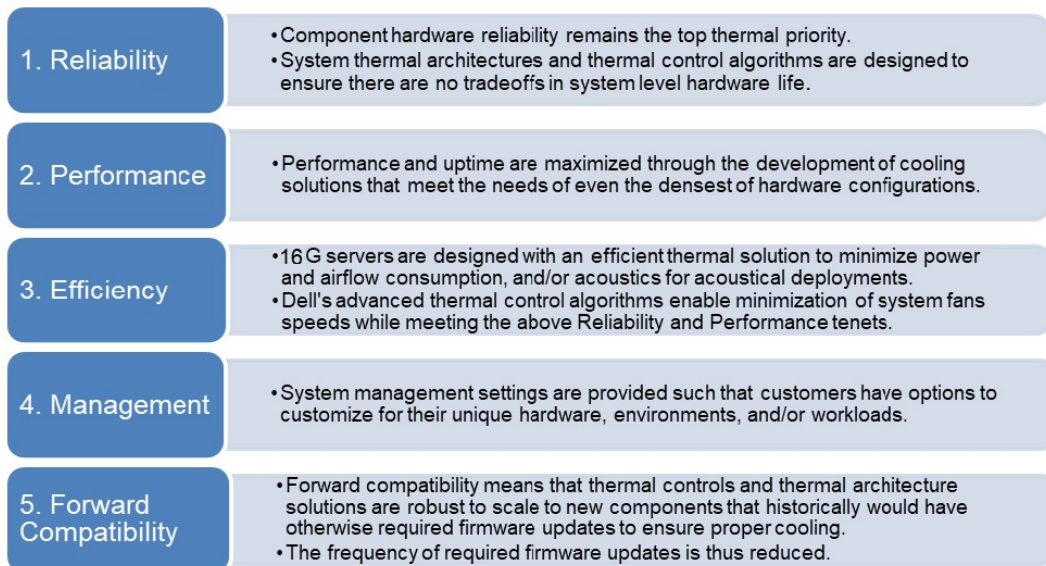 1. Reliability
•Component hardware reliability remains the top thermal priority.
•System thermal architectures and thermal control algorithms are designed to
ensure there are no tradeoffs in system level hardware life.
2. Performance
•Performance and uptime are maximized through the development of cooling
solutions that meet the needs of even the densest of hardware configurations.
3. Efficiency
•16G servers are designed with an efficient thermal solution to minimize power
and airflow consumption, and/or acoustics for acoustical deployments.
•Dell's advanced thermal control algorithms enable minimization of system fans
speeds while meeting the above Reliability and Performance tenets.
4. Management
•System management settings are provided such that customers have options to
customize for their unique hardware, environments, and/or workloads.
5. Forward
Compatibility
•Forward compatibility means that thermal controls and thermal architecture
solutions are robust to scale to new components that historically would have
otherwise required firmware updates to ensure proper cooling.
•The frequency of required firmware updates is thus reduced.